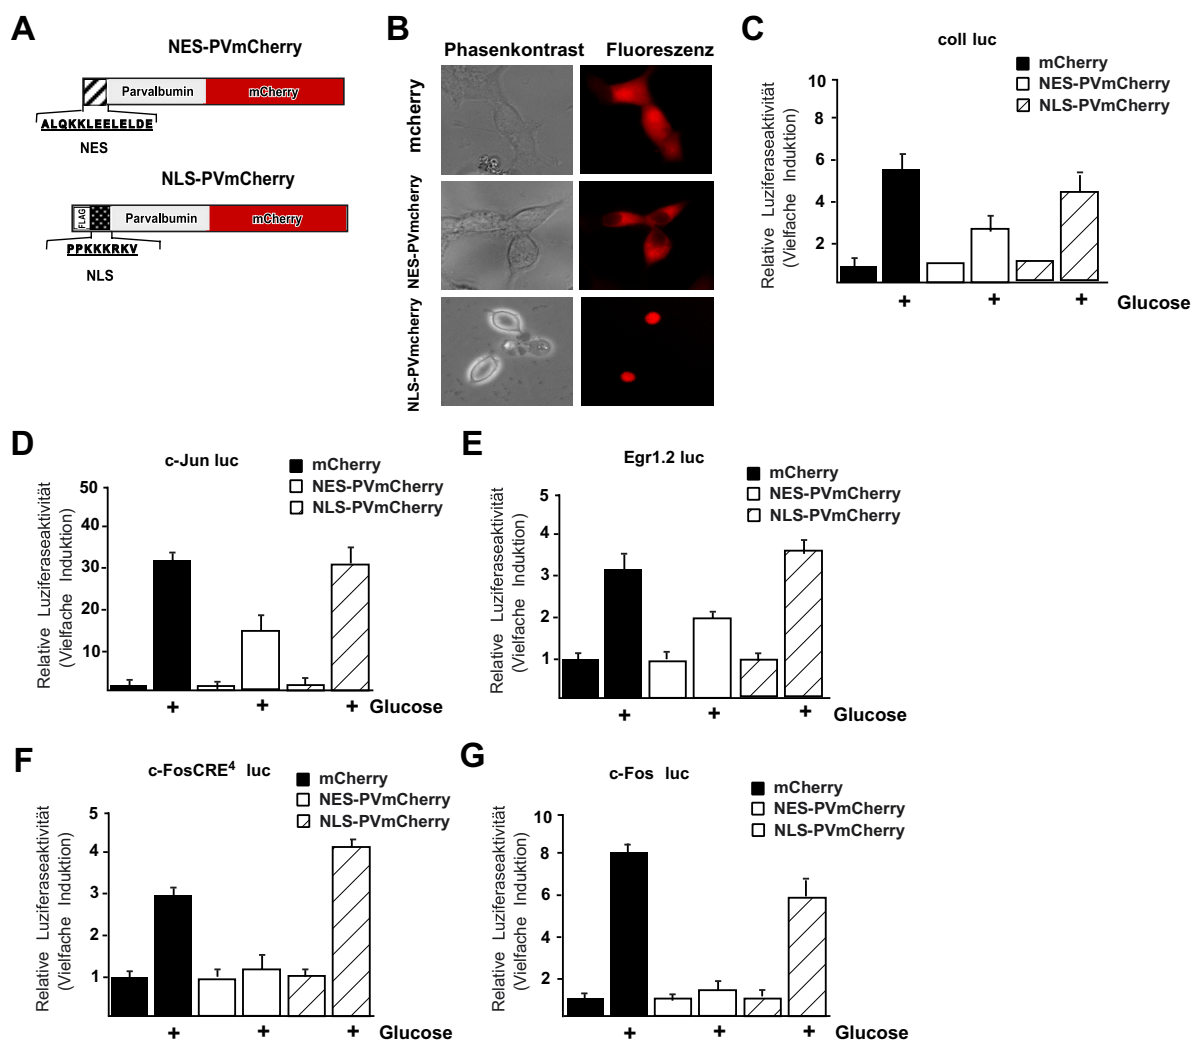 A
NES-PVmCherry
Parvalbumin
mCherry
ALQKKLEELELDE
NES
NLS-PVmCherry
FLAG
Parvalbumin
mCherry
PPKKKRKV
NLS
B
Phasenkontrast
Fluoreszenz
mcherry
NES-PVmcherry
NLS-PVmcherry
C
coll luc
mCherry
NES-PVmCherry
NLS-PVmCherry
Relative Luziferaseaktivität
(Vielfache Induktion)
10
8
6
4
2
+ + + Glucose
D
c-Jun luc
mCherry
NES-PVmCherry
NLS-PVmCherry
Relative Luziferaseaktivität
(Vielfache Induktion)
50
40
30
20
10
+ + + Glucose
E
Egr1.2 luc
mCherry
NES-PVmCherry
NLS-PVmCherry
Relative Luziferaseaktivität
(Vielfache Induktion)
5
4
3
2
1
+ + + Glucose
F
c-FosCRE⁴ luc
mCherry
NES-PVmCherry
NLS-PVmCherry
Relative Luziferaseaktivität
(Vielfache Induktion)
5
4
3
2
1
+ + + Glucose
G
c-Fos luc
mCherry
NES-PVmCherry
NLS-PVmCherry
Relative Luziferaseaktivität
(Vielfache Induktion)
10
8
6
4
2
+ + + Glucose